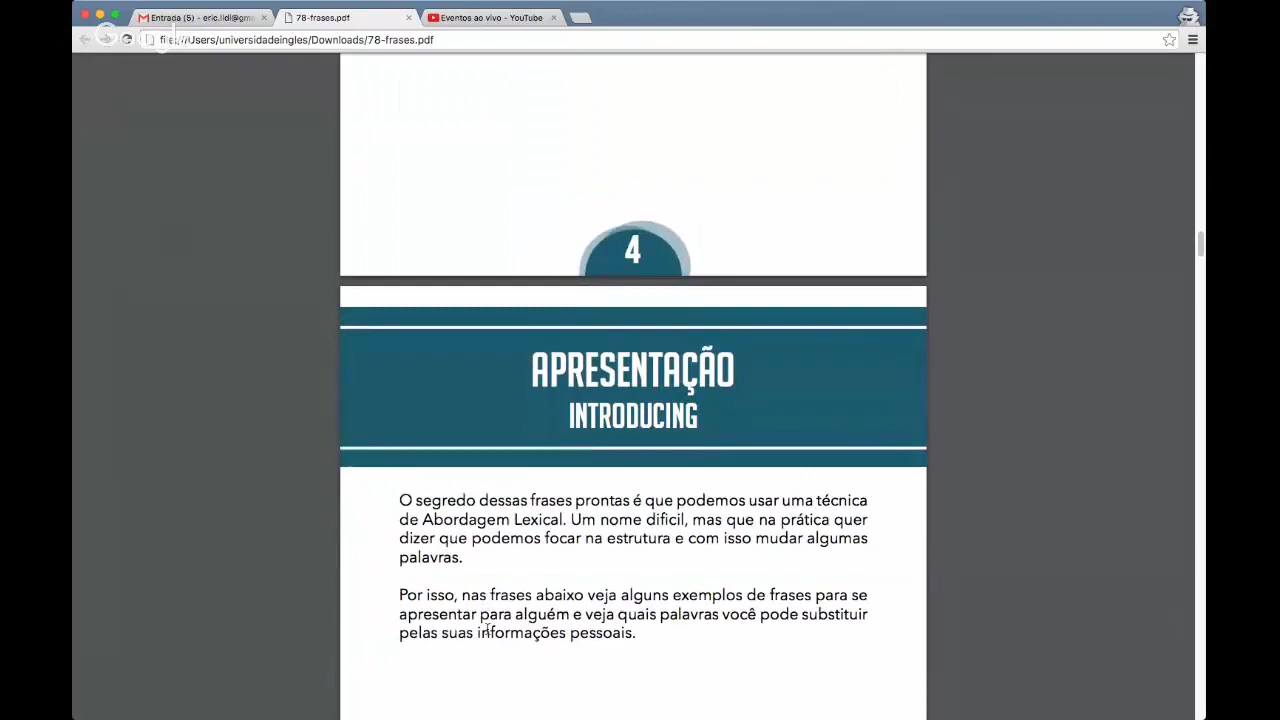 Entrada (5) - eric.lidi@gma
78-frases.pdf
Eventos ao vivo - YouTube
file:///Users/universidadeingles/Downloads/78-frases.pdf
4
APRESENTAÇÃO
INTRODUCING
O segredo dessas frases prontas é que podemos usar uma técnica
de Abordagem Lexical. Um nome dificil, mas que na prática quer
dizer que podemos focar na estrutura e com isso mudar algumas
palavras.
Por isso, nas frases abaixo veja alguns exemplos de frases para se
apresentar para alguém e veja quais palavras você pode substituir
pelas suas informações pessoais.